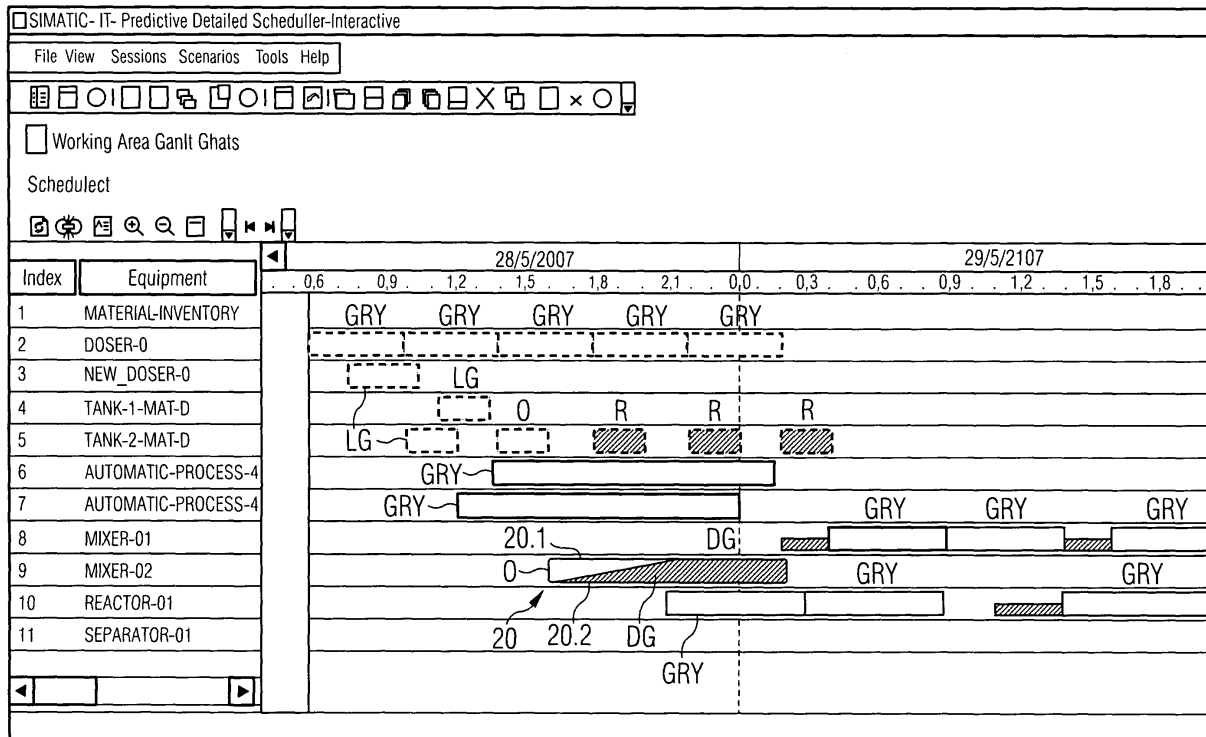 SIMATIC- IT- Predictive Detailed Scheduller-Interactive
File View Sessions Scenarios Tools Help
Working Area GanIt Ghats
Schedulect
28/5/2007 29/5/2107
Index Equipment 0,6 0,9 1,2 1,5 1,8 2,1 0,0 0,3 0,6 0,9 1,2 1,5 1,8
1 MATERIAL-INVENTORY GRY GRY GRY GRY GRY
2 DOSER-0
3 NEW_DOSER-0 LG
4 TANK-1-MAT-D O R R R
5 TANK-2-MAT-D LG
6 AUTOMATIC-PROCESS-4 GRY
7 AUTOMATIC-PROCESS-4 GRY GRY GRY GRY
8 MIXER-01 20.1 DG
9 MIXER-02 O GRY GRY
10 REACTOR-01
11 SEPARATOR-01 20 20.2 DG
GRY